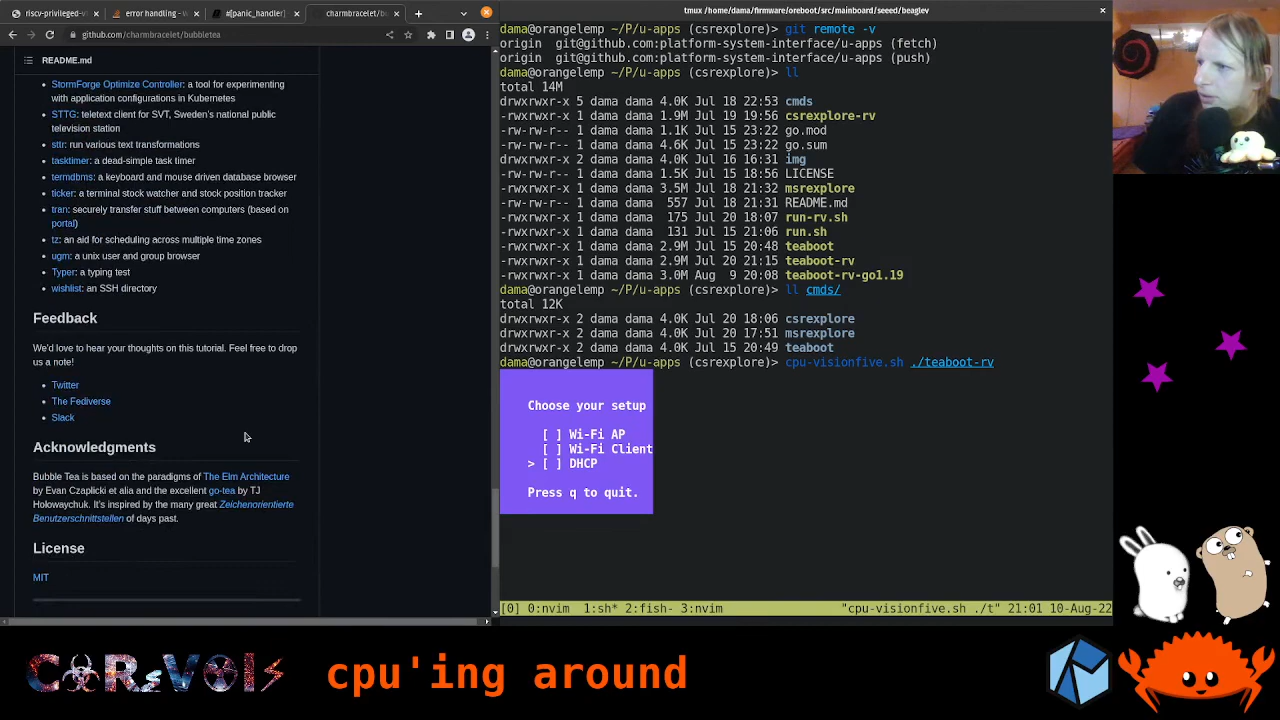 riscv-privileged-v
error handling - W
#[panic_handler]
charmbracelet/bu
github.com/charmbracelet/bubbletea
README.md
StormForge Optimize Controller: a tool for experimenting
with application configurations in Kubernetes
STTG: teletext client for SVT, Sweden's national public
television station
sttr: run various text transformations
tasktimer: a dead-simple task timer
termdbms: a keyboard and mouse driven database browser
ticker: a terminal stock watcher and stock position tracker
tran: securely transfer stuff between computers (based on
portal)
tz: an aid for scheduling across multiple time zones
ugm: a unix user and group browser
Typer: a typing test
wishlist: an SSH directory
Feedback
We'd love to hear your thoughts on this tutorial. Feel free to drop
us a note!
Twitter
The Fediverse
Slack
Acknowledgments
Bubble Tea is based on the paradigms of The Elm Architecture
by Evan Czaplicki et alia and the excellent go-tea by TJ
Holowaychuk. It's inspired by the many great Zeichenorientierte
Benutzerschnittstellen of days past.
License
MIT
tmux /home/dama/firmware/oreboot/src/mainboard/seeed/beaglev
dama@orangelemp ~/P/u-apps (csrexplore)> git remote -v
origin git@github.com:platform-system-interface/u-apps (fetch)
origin git@github.com:platform-system-interface/u-apps (push)
dama@orangelemp ~/P/u-apps (csrexplore)> ll
total 14M
drwxrwxr-x 5 dama dama 4.0K Jul 18 22:53 cmds
-rwxrwxr-x 1 dama dama 1.9M Jul 19 19:56 csrexplore-rv
-rw-rw-r-- 1 dama dama 1.1K Jul 15 23:22 go.mod
-rw-rw-r-- 1 dama dama 4.6K Jul 15 23:22 go.sum
drwxrwxr-x 2 dama dama 4.0K Jul 16 16:31 img
-rw-rw-r-- 1 dama dama 1.5K Jul 15 18:56 LICENSE
-rwxrwxr-x 1 dama dama 3.5M Jul 18 21:32 msrexplore
-rw-rw-r-- 1 dama dama 557 Jul 18 21:31 README.md
-rwxrwxr-x 1 dama dama 175 Jul 20 18:07 run-rv.sh
-rwxrwxr-x 1 dama dama 131 Jul 15 21:06 run.sh
-rwxrwxr-x 1 dama dama 2.9M Jul 15 20:48 teaboot
-rwxrwxr-x 1 dama dama 2.9M Jul 20 21:15 teaboot-rv
-rwxrwxr-x 1 dama dama 3.0M Aug 9 20:08 teaboot-rv-go1.19
dama@orangelemp ~/P/u-apps (csrexplore)> ll cmds/
total 12K
drwxrwxr-x 2 dama dama 4.0K Jul 20 18:06 csrexplore
drwxrwxr-x 2 dama dama 4.0K Jul 20 17:51 msrexplore
drwxrwxr-x 2 dama dama 4.0K Jul 15 20:49 teaboot
dama@orangelemp ~/P/u-apps (csrexplore)> cpu-visionfive.sh ./teaboot-rv
Choose your setup
[ ] Wi-Fi AP
[ ] Wi-Fi Client
> [ ] DHCP
Press q to quit.
[0] 0:nvim 1:sh* 2:fish- 3:nvim "cpu-visionfive.sh ./t" 21:01 10-Aug-22
cpu'ing around